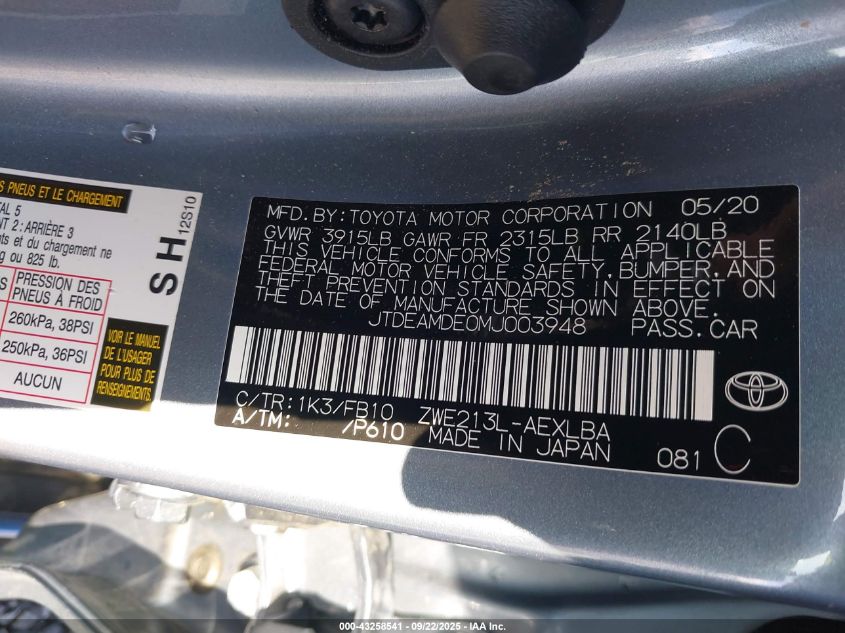 S PNEUS ET LE CHARGEMENT
TAL 5
NT 2 : ARRIÈRE 3
ents et du chargement ne
g ou 825 lb.
S
PRESSION DES
PNEUS À FROID
260kPa, 38PSI
250kPa, 36PSI
AUCUN
VOIR LE MANUEL
DE L'USAGER
POUR PLUS DE
RENSEIGNEMENTS.
SH
12S10
MFD. BY: TOYOTA MOTOR CORPORATION 05/20
GVWR 3915LB GAWR FR 2315LB RR 2140LB
THIS VEHICLE CONFORMS TO ALL APPLICABLE
FEDERAL MOTOR VEHICLE SAFETY, BUMPER, AND
THEFT PREVENTION STANDARDS IN EFFECT ON
THE DATE OF MANUFACTURE SHOWN ABOVE.
JTDEAMDE0MJ003948 PASS. CAR
C/TR: 1K3/FB10 ZWE213L-AEXLBA
A/TM: /P610 MADE IN JAPAN
081 C
000-43258541 - 09/22/2025 - IAA Inc.